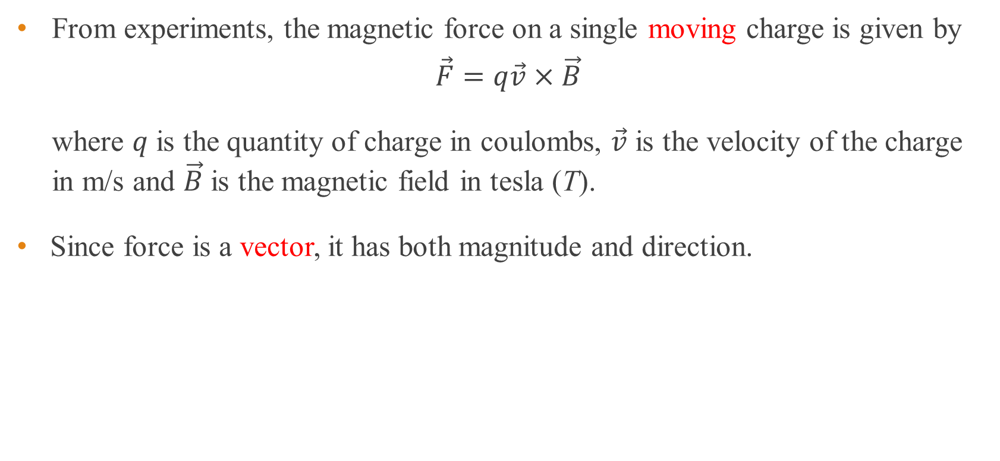 • From experiments, the magnetic force on a single moving charge is given by
$\vec{F} = q\vec{v} \times \vec{B}$
where $q$ is the quantity of charge in coulombs, $\vec{v}$ is the velocity of the charge
in m/s and $\vec{B}$ is the magnetic field in tesla (T).
• Since force is a vector, it has both magnitude and direction.